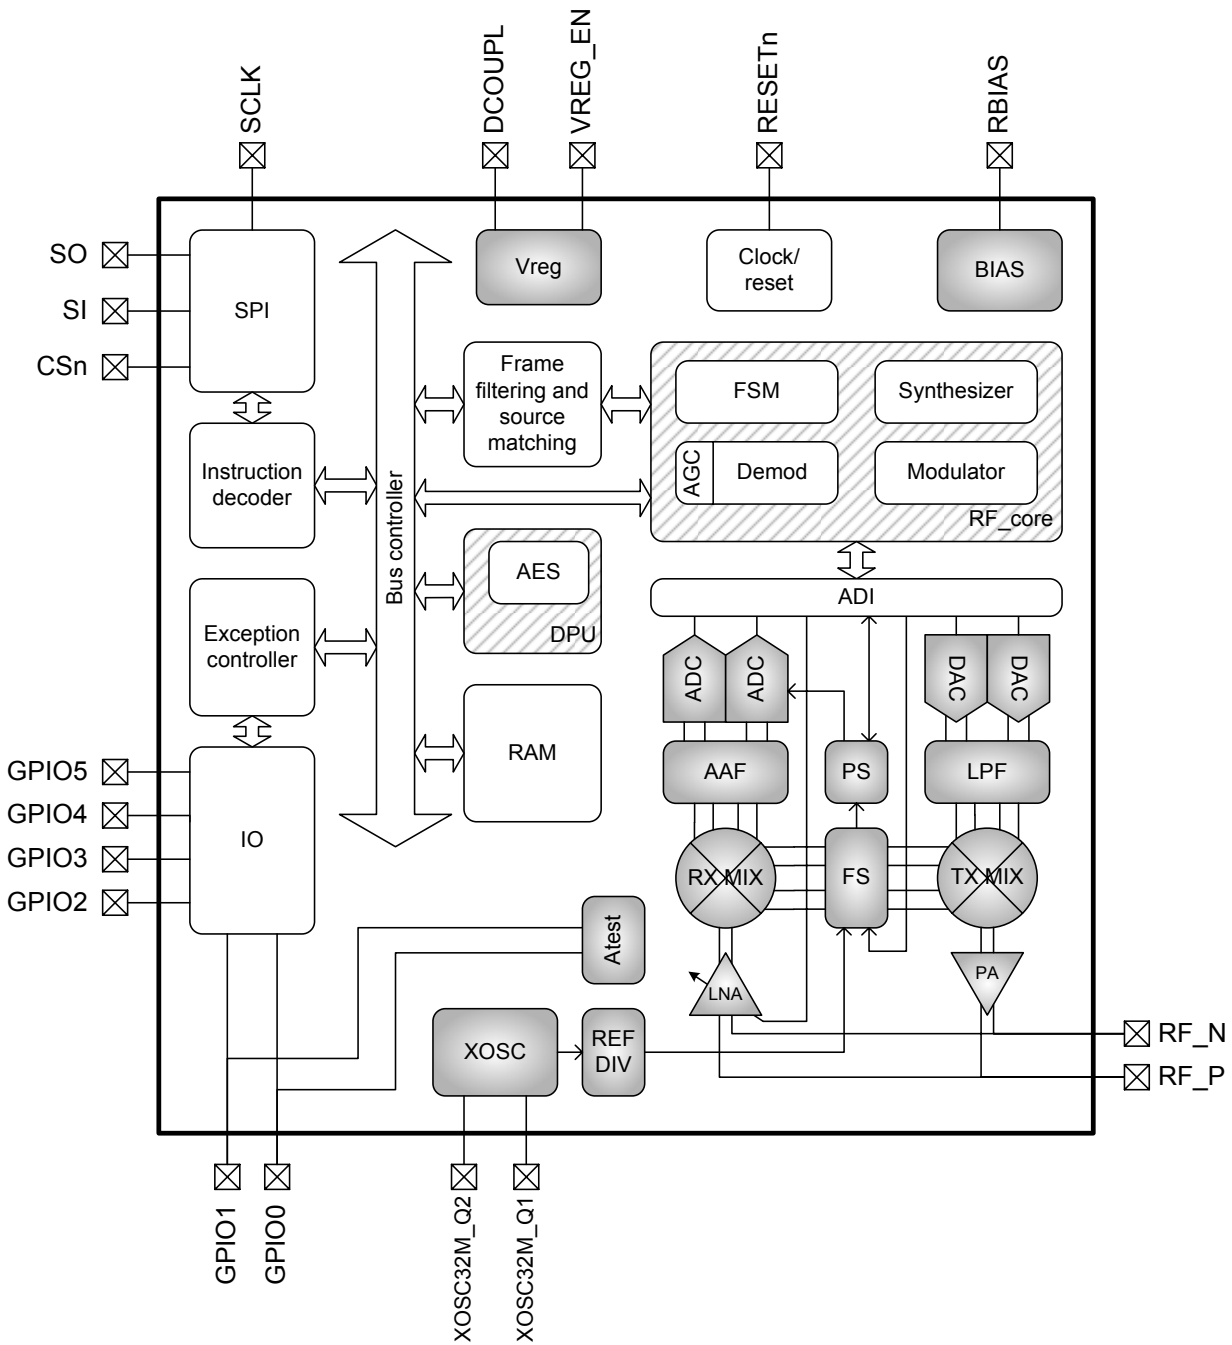 SCLK
DCOUPL
VREG_EN
RESETn
RBIAS
SO
SI
CSn
SPI
Vreg
Clock/
reset
BIAS
Frame
filtering and
source
matching
FSM
Synthesizer
AGC
Demod
Modulator
RF_core
Instruction
decoder
Bus controller
AES
DPU
ADI
Exception
controller
ADC
ADC
DAC
DAC
RAM
AAF
PS
LPF
GPIO5
GPIO4
GPIO3
GPIO2
IO
RX MIX
FS
TX MIX
Atest
LNA
PA
XOSC
REF
DIV
RF_N
RF_P
GPIO1
GPIO0
XOSC32M_Q2
XOSC32M_Q1